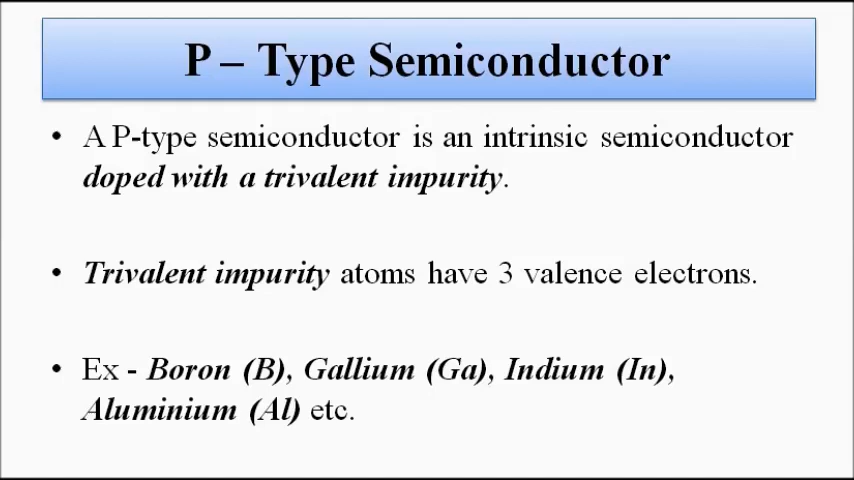 P – Type Semiconductor
• A P-type semiconductor is an intrinsic semiconductor
doped with a trivalent impurity.
• Trivalent impurity atoms have 3 valence electrons.
• Ex - Boron (B), Gallium (Ga), Indium (In),
Aluminium (Al) etc.